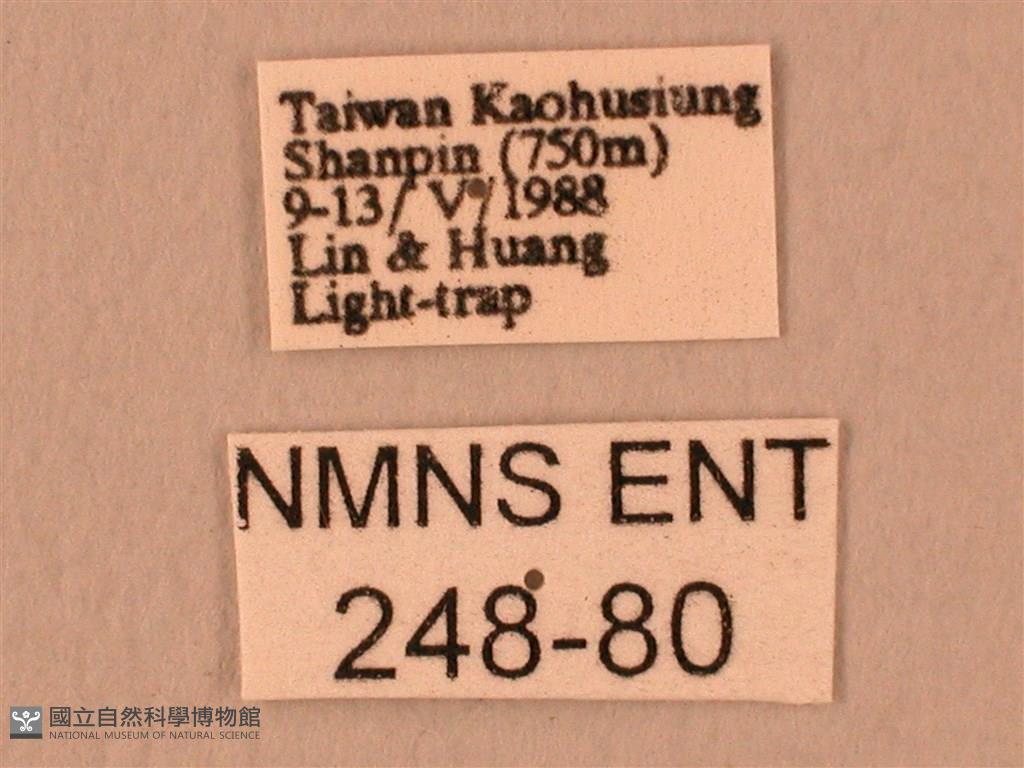 Taiwan Kaohusiung
Shanpin (750m)
9-13/ V/1988
Lin & Huang
Light-trap
NMNS ENT
248-80
國立自然科學博物館
NATIONAL MUSEUM OF NATURAL SCIENCE